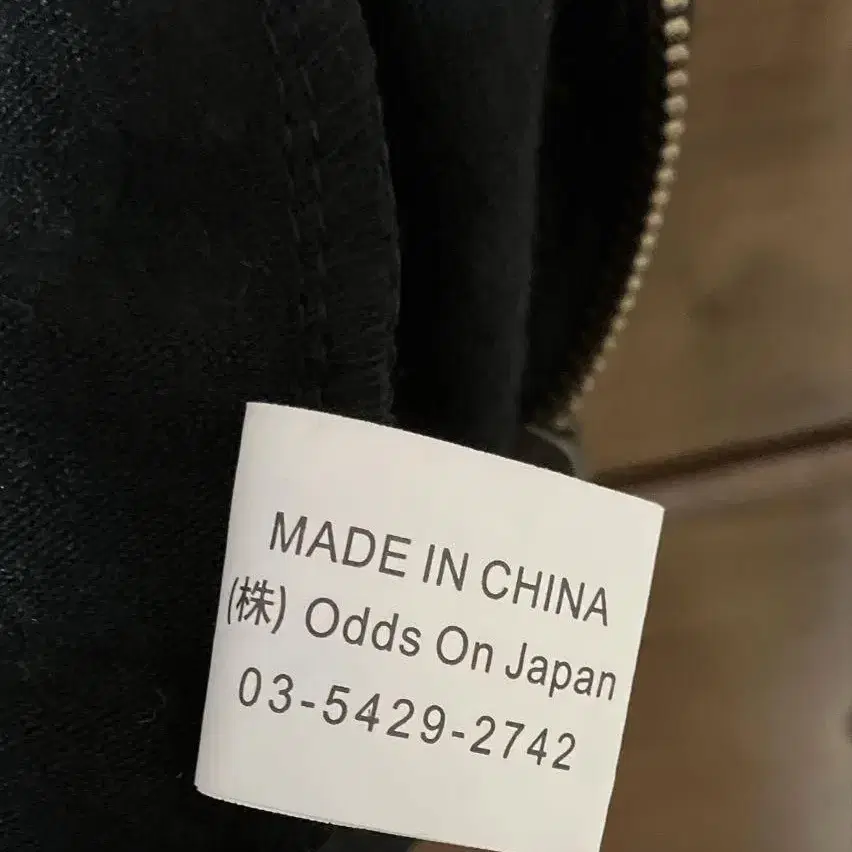 MADE IN CHINA
(株) Odds On Japan
03-5429-2742